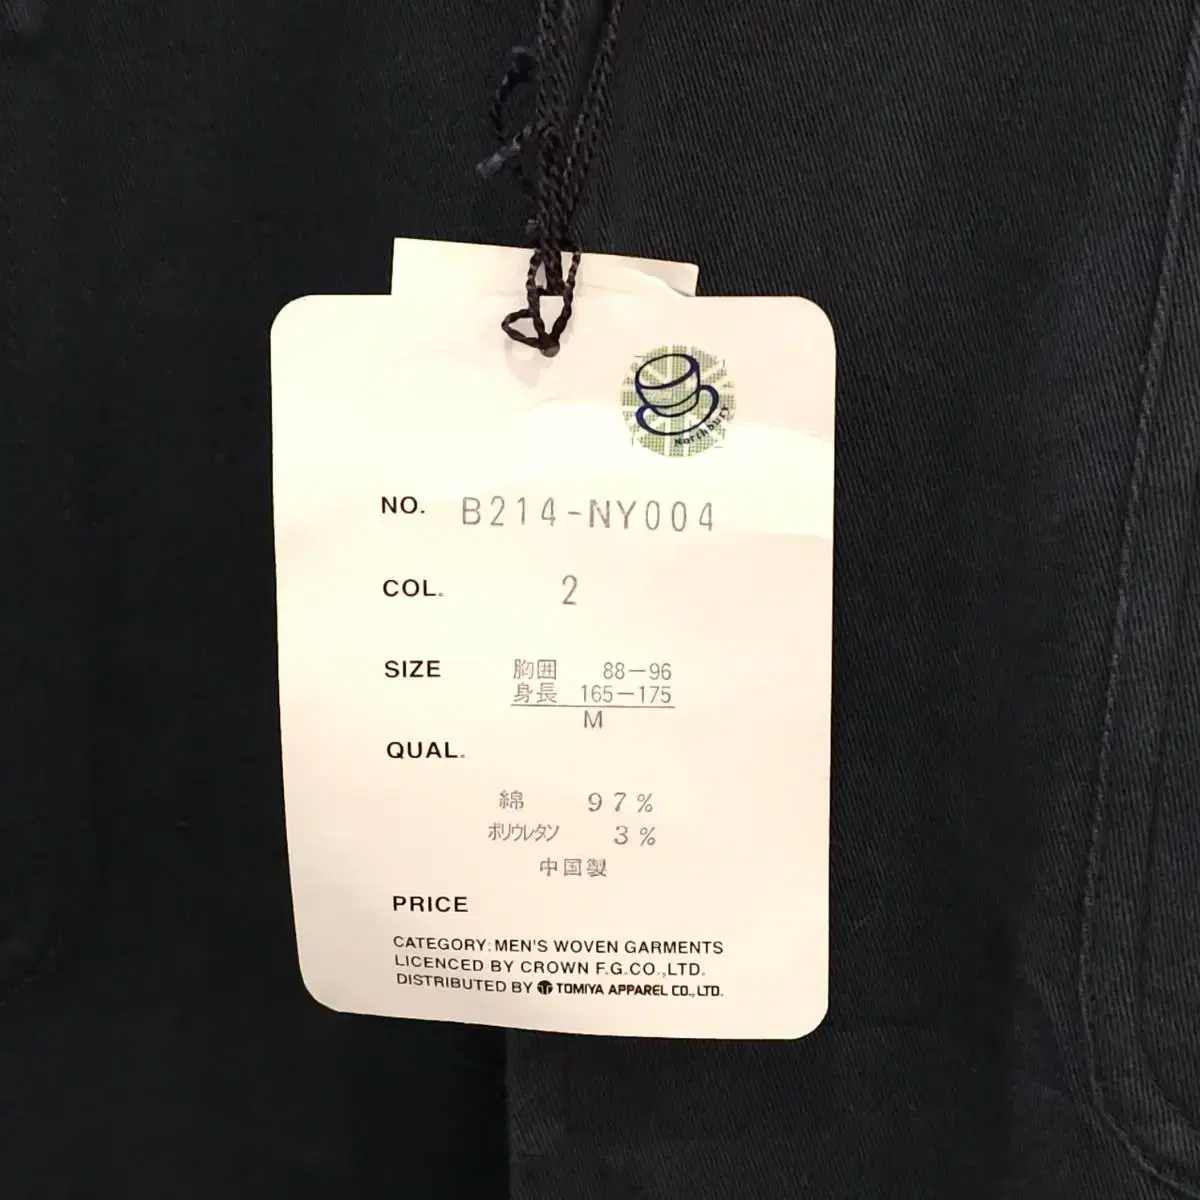 Northbury
NO. B214-NY004
COL. 2
SIZE 胸囲 88-96
身長 165-175
M
QUAL.
綿 97%
ポリウレタン 3%
中国製
PRICE
CATEGORY: MEN'S WOVEN GARMENTS
LICENCED BY CROWN F.G.CO.,LTD.
DISTRIBUTED BY TOMIYA APPAREL CO., LTD.